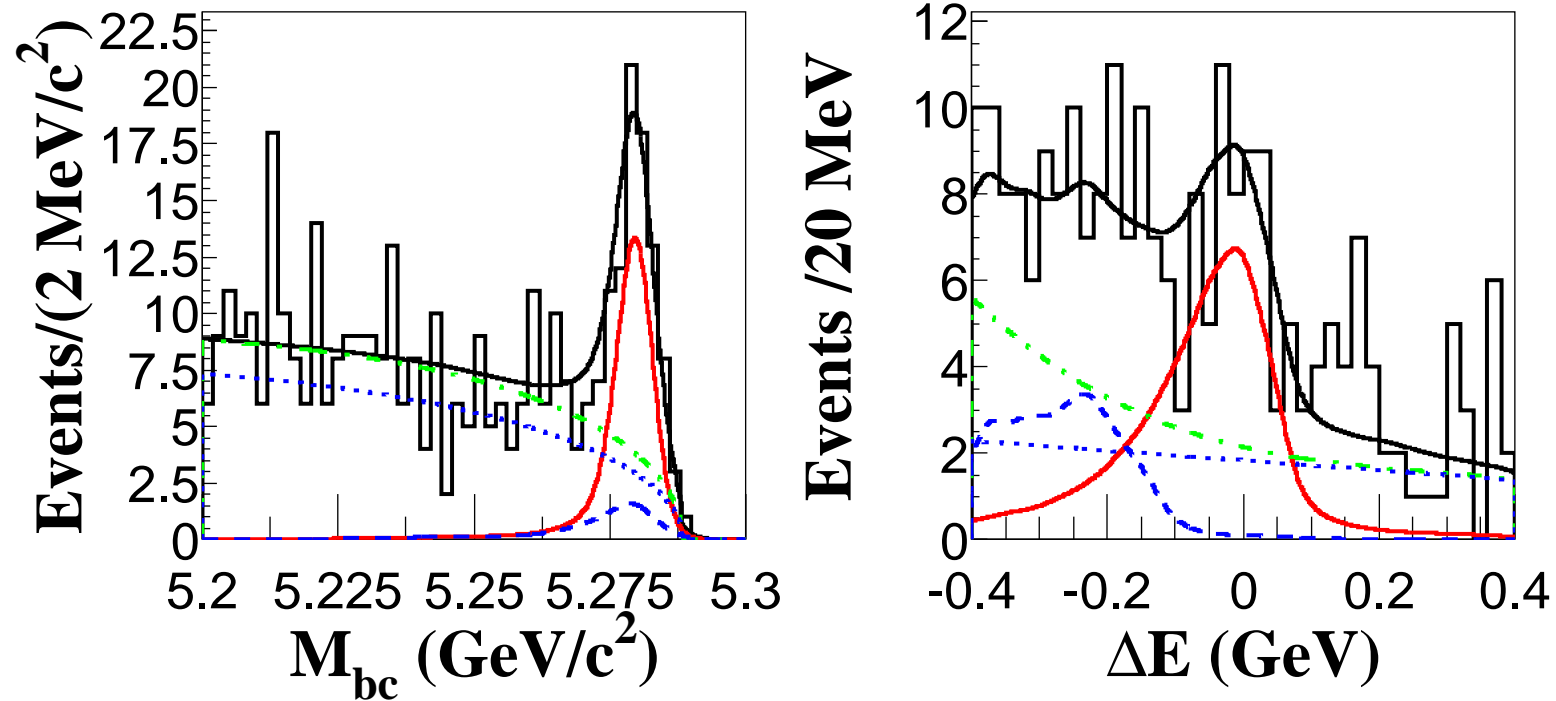 Events/(2 MeV/c²)
22.5
20
17.5
15
12.5
10
7.5
5
2.5
0
5.2 5.225 5.25 5.275 5.3
M_bc (GeV/c²)
Events /20 MeV
12
10
8
6
4
2
0
-0.4 -0.2 0 0.2 0.4
ΔE (GeV)